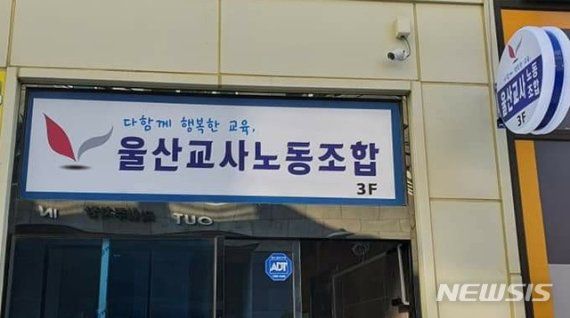 다함께 행복한 교육,
울산교사노동조합
3F
울산교사 노동
조합
3F
TUO
ADT
NEWSIS